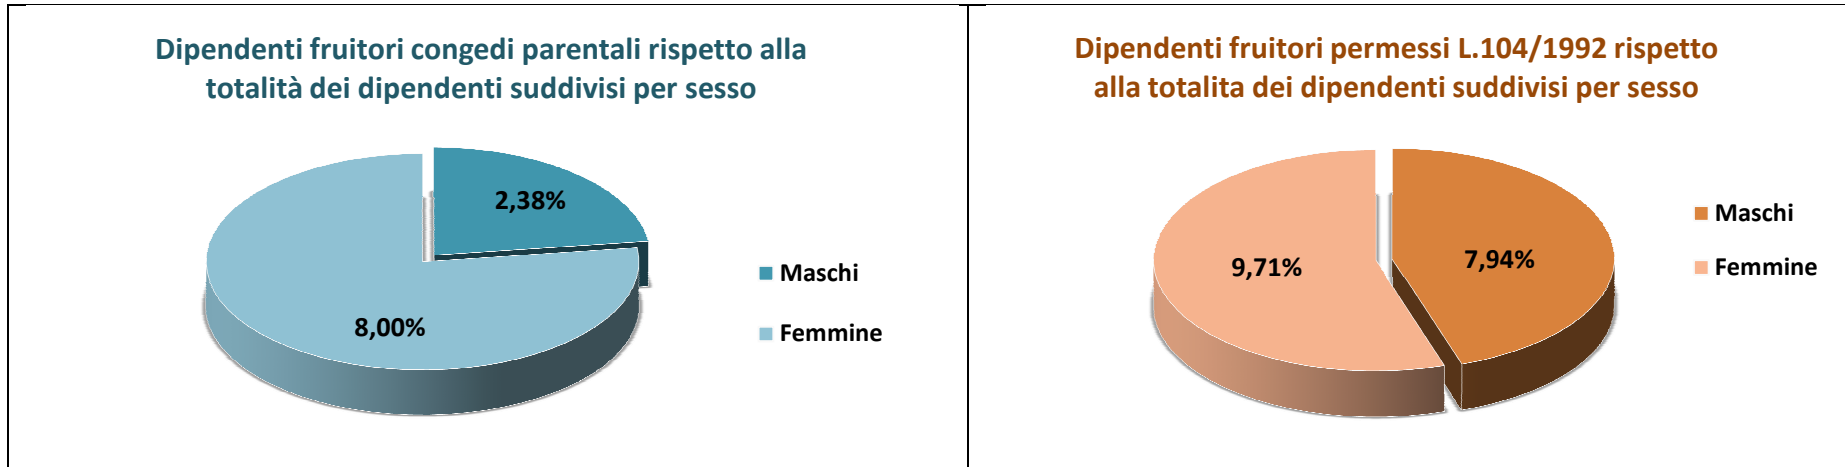 Dipendenti fruitori congedi parentali rispetto alla
totalità dei dipendenti suddivisi per sesso
2,38%
8,00%
Maschi
Femmine
Dipendenti fruitori permessi L.104/1992 rispetto
alla totalita dei dipendenti suddivisi per sesso
9,71%
7,94%
Maschi
Femmine